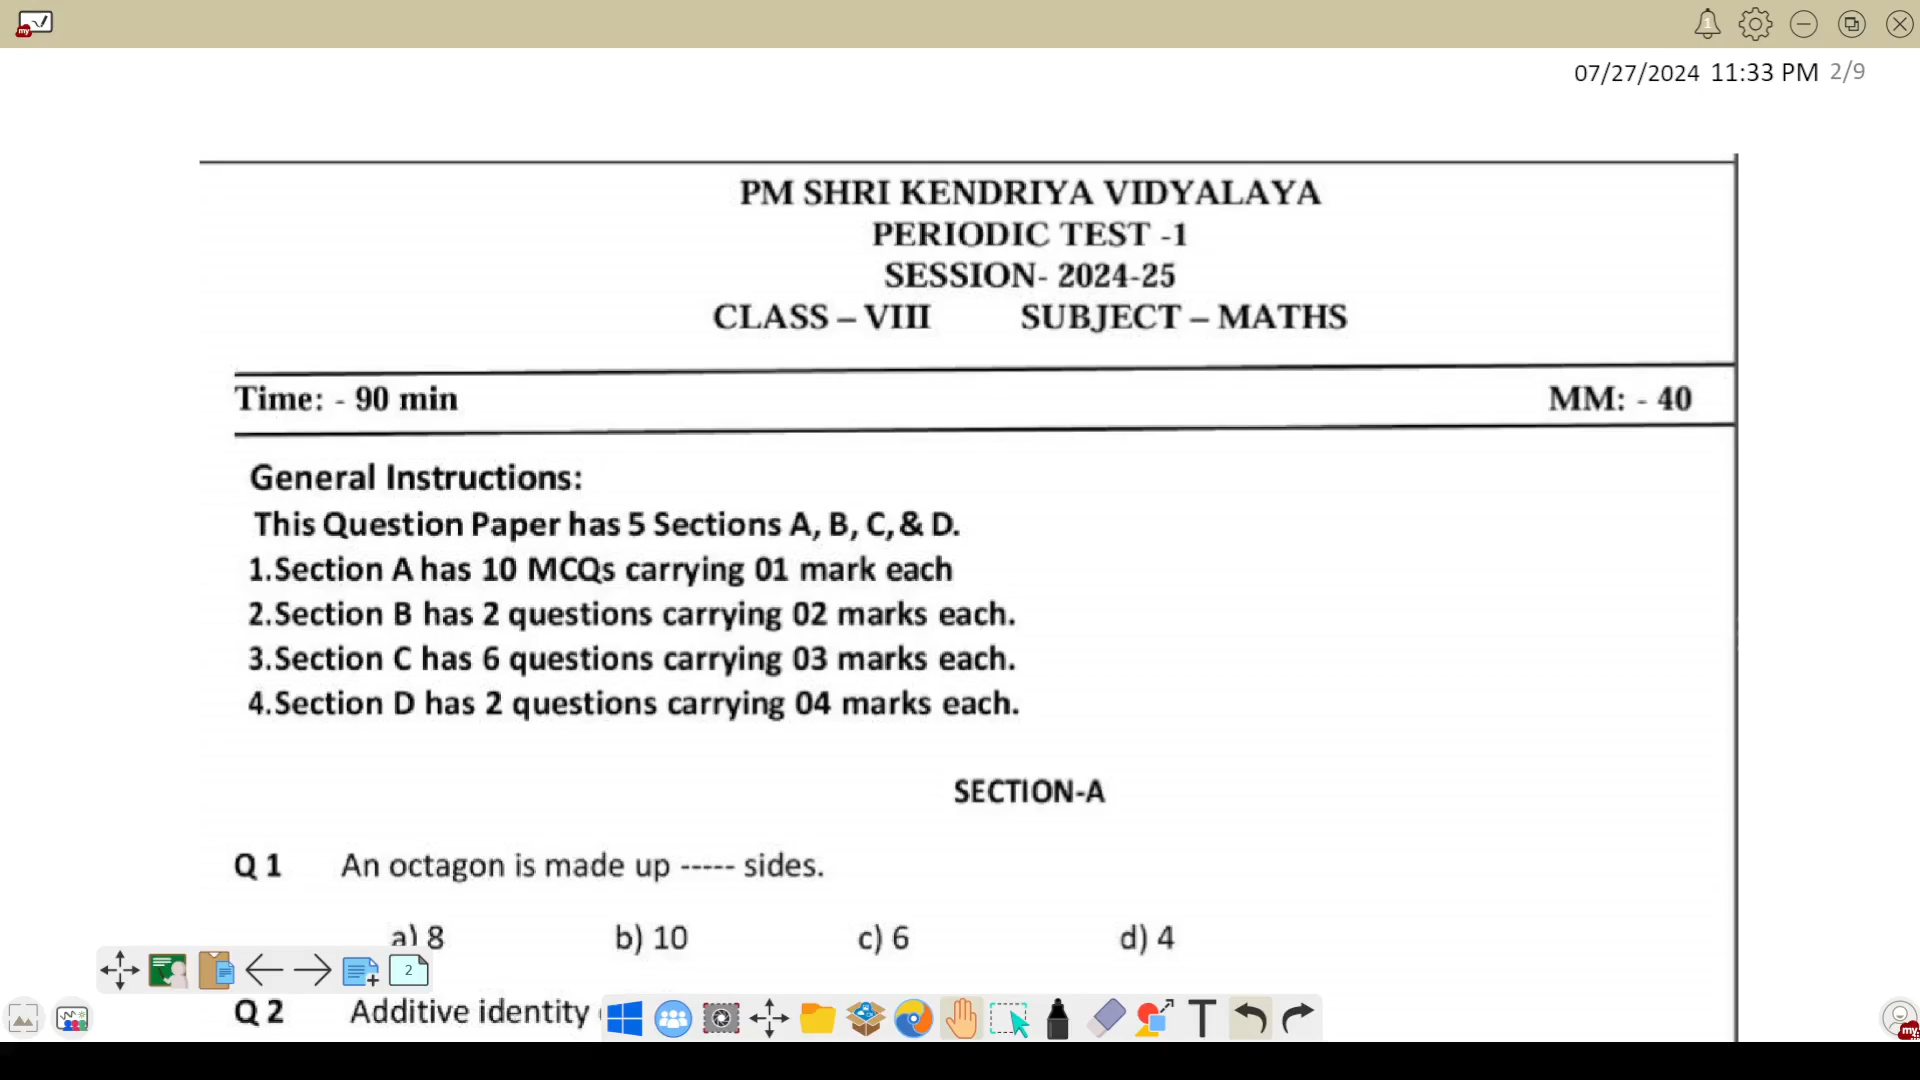 1
07/27/2024 11:33 PM 2/9
PM SHRI KENDRIYA VIDYALAYA
PERIODIC TEST -1
SESSION- 2024-25
CLASS – VIII SUBJECT – MATHS
Time: - 90 min MM: - 40
General Instructions:
This Question Paper has 5 Sections A, B, C,& D.
1.Section A has 10 MCQs carrying 01 mark each
2.Section B has 2 questions carrying 02 marks each.
3.Section C has 6 questions carrying 03 marks each.
4.Section D has 2 questions carrying 04 marks each.
SECTION-A
Q 1 An octagon is made up ----- sides.
a) 8 b) 10 c) 6 d) 4
2
Q 2 Additive identity
T
my
my